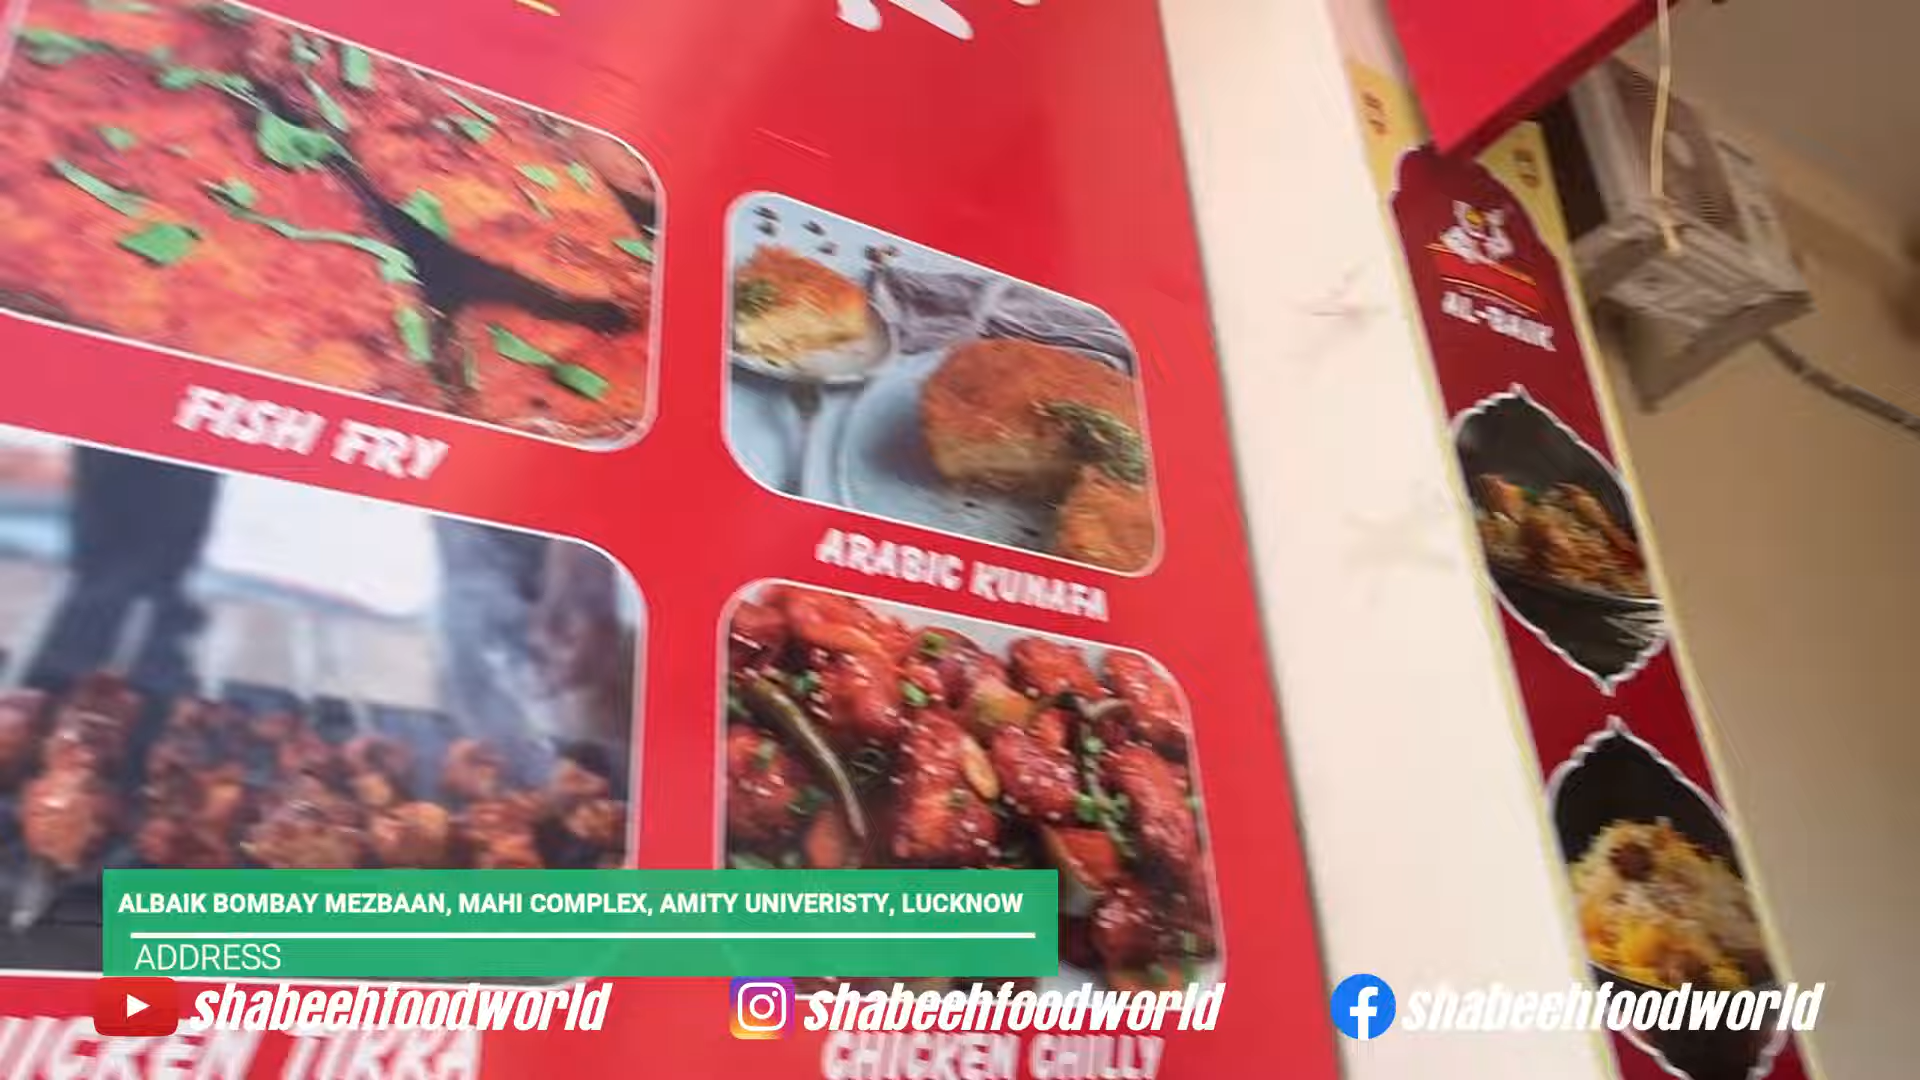 AL-BAIK
FISH FRY
ARABIC KUNAFA
ALBAIK BOMBAY MEZBAAN, MAHI COMPLEX, AMITY UNIVERISTY, LUCKNOW
ADDRESS
shabeehfoodworld
shabeehfoodworld
shabeehfoodworld
TIKKA
CHICKEN CHILLY